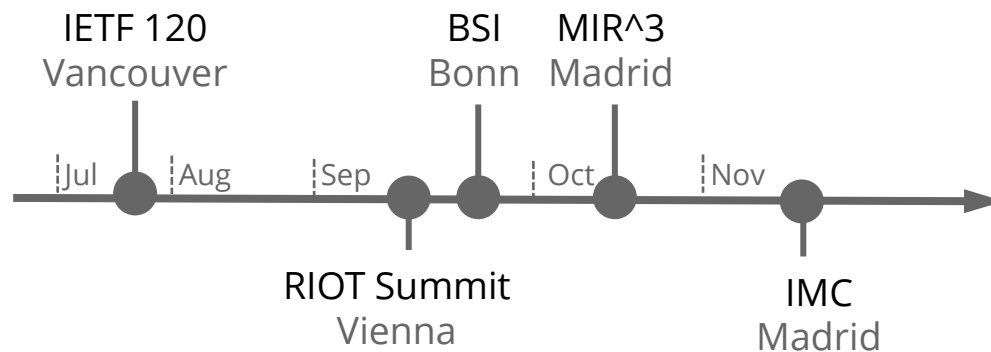 IETF 120
Vancouver
BSI
Bonn
MIR^3
Madrid
Jul
Aug
Sep
Oct
Nov
RIOT Summit
Vienna
IMC
Madrid